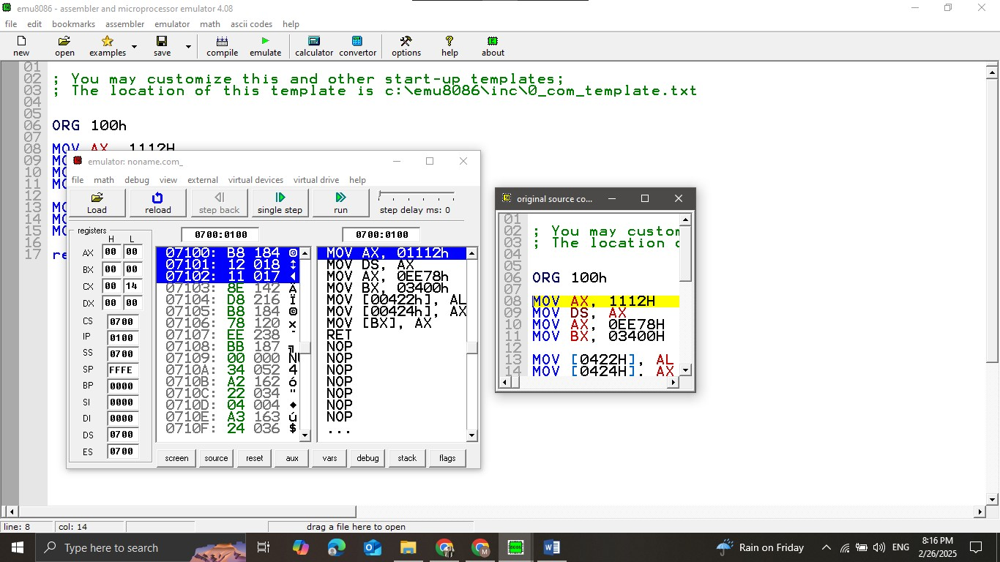 emu8086 - assembler and microprocessor emulator 4.08
file edit bookmarks assembler emulator math ascii codes help
new open examples save compile emulate calculator convertor options help about
01
02 ; You may customize this and other start-up templates;
03 ; The location of this template is c:\emu8086\inc\0_com_template.txt
04
05
06 ORG 100h
07
08 MOV AX, 1112H
09
10
11
12
13
14
15
16
17 re
emulator: noname.com_
file math debug view external virtual devices virtual drive help
Load reload step back single step run step delay ms: 0
registers
H L
AX 00 00
BX 00 00
CX 00 14
DX 00 00
CS 0700
IP 0100
SS 0700
SP FFFE
BP 0000
SI 0000
DI 0000
DS 0700
ES 0700
0700:0100
07100: B8 184
07101: 12 018
07102: 11 017
07103: 8E 142 Ä
07104: D8 216 Ï
07105: B8 184
07106: 78 120 x
07107: EE 238
07108: BB 187 ╗
07109: 00 000 NU
0710A: 34 052 4
0710B: A2 162 ó
0710C: 22 034 "
0710D: 04 004 ♦
0710E: A3 163 ú
0710F: 24 036 $
0700:0100
MOV AX, 01112h
MOV DS, AX
MOV AX, 0EE78h
MOV BX, 03400h
MOV [00422h], AL
MOV [00424h], AX
MOV [BX], AX
RET
NOP
NOP
NOP
NOP
NOP
NOP
NOP
...
screen source reset aux vars debug stack flags
original source co...
01
02 ; You may custom
03 ; The location o
04
05
06 ORG 100h
07
08 MOV AX, 1112H
09 MOV DS, AX
10 MOV AX, 0EE78H
11 MOV BX, 03400H
12
13 MOV [0422H], AL
14 MOV [0424H], AX
line: 8 col: 14 drag a file here to open
Type here to search
Rain on Friday
ENG
8:16 PM
2/26/2025